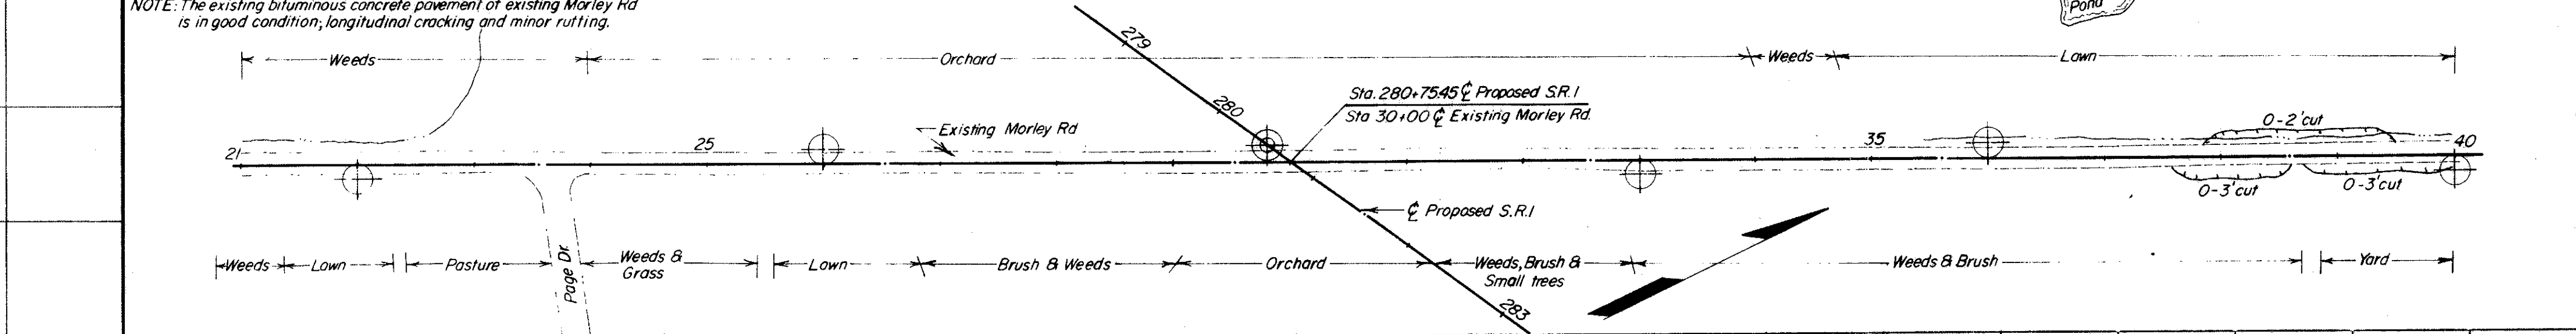 NOTE: The existing bituminous concrete pavement of existing Morley Rd
is in good condition; longitudinal cracking and minor rutting.
Pond
279
Weeds
Orchard
Weeds
Lawn
280
Sta. 280+75.45 ℄ Proposed S.R.1
Sta 30+00 ℄ Existing Morley Rd.
Existing Morley Rd
0-2' cut
21
25
35
40
0-3' cut
0-3' cut
℄ Proposed S.R.1
Page Dr.
Weeds
Lawn
Pasture
Weeds &
Grass
Lawn
Brush & Weeds
Orchard
Weeds, Brush &
Small trees
Weeds & Brush
Yard
283